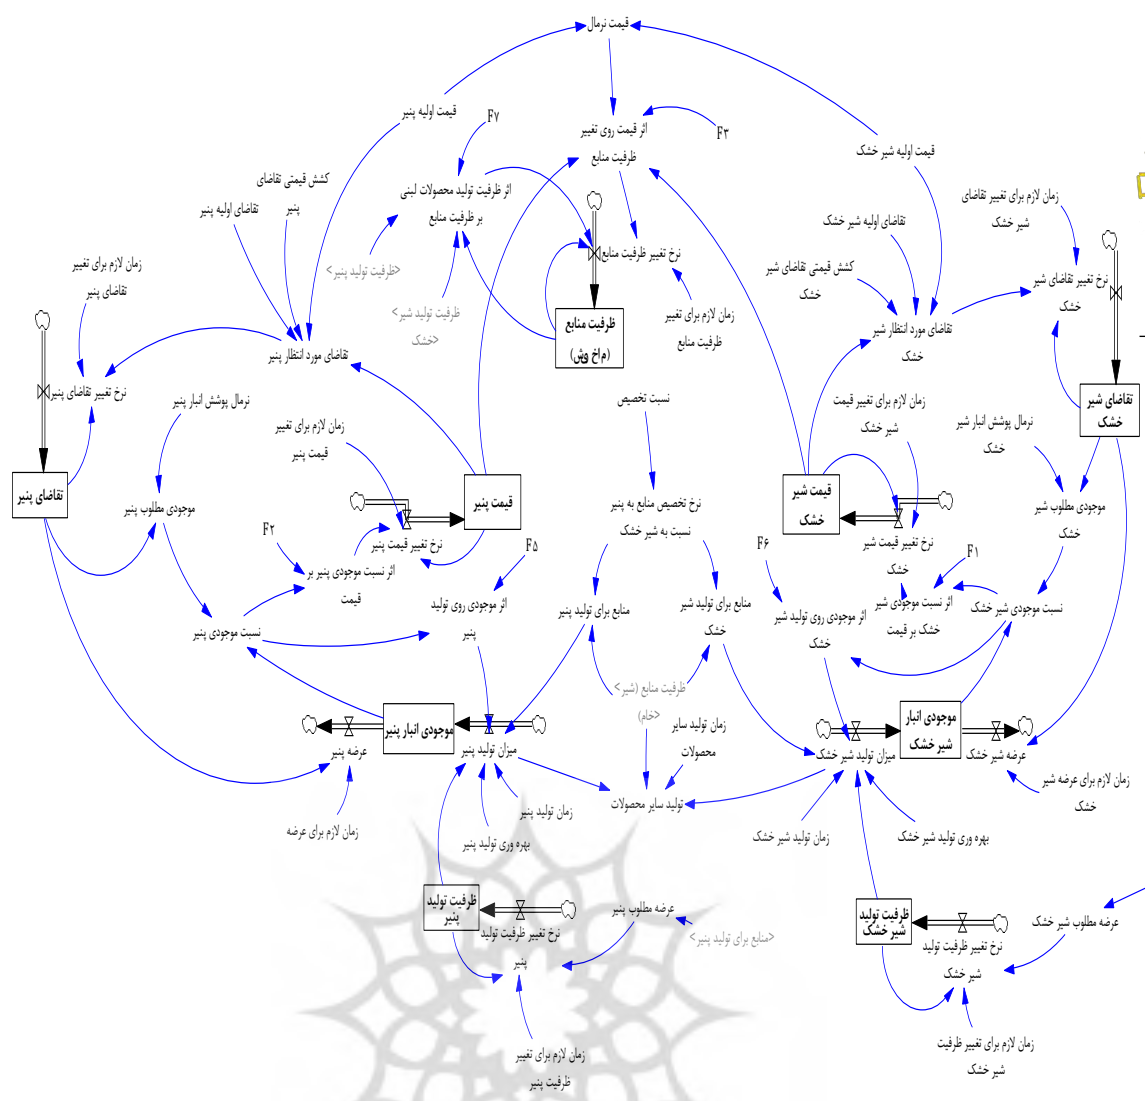 قیمت نرمال
قیمت اولیه پنیر
F۷
اثر قیمت روی تغییر
ظرفیت منابع
F۳
قیمت اولیه شیر خشک
کشش قیمتی تقاضای
پنیر
تقاضای اولیه پنیر
اثر ظرفیت تولید محصولات لبنی
بر ظرفیت منابع
زمان لازم برای تغییر تقاضای
شیر خشک
تقاضای اولیه شیر خشک
نرخ تغییر ظرفیت منابع
<ظرفیت تولید پنیر>
زمان لازم برای تغییر
تقاضای پنیر
کشش قیمتی تقاضای شیر
خشک
نرخ تغییر تقاضای شیر
خشک
ظرفیت تولید شیر>
<خشک
ظرفیت منابع
زمان لازم برای تغییر
ظرفیت منابع
تقاضای مورد انتظار شیر
خشک
تقاضای مورد انتظار پنیر
نرخ تغییر تقاضای پنیر
نرمال پوشش انبار پنیر
نسبت تخصیص
زمان لازم برای تغییر قیمت
شیر خشک
تقاضای شیر
خشک
نرمال پوشش انبار شیر
خشک
زمان لازم برای تغییر
قیمت پنیر
تقاضای پنیر
موجودی مطلوب پنیر
قیمت پنیر
نرخ تخصیص منابع به پنیر
نسبت به شیر خشک
قیمت شیر
خشک
موجودی مطلوب شیر
خشک
F۲
نرخ تغییر قیمت پنیر
نرخ تغییر قیمت شیر
خشک
F۵
F۶
F۱
اثر نسبت موجودی پنیر بر
قیمت
اثر موجودی روی تولید
پنیر
منابع برای تولید پنیر
منابع برای تولید شیر
خشک
اثر موجودی روی تولید شیر
خشک
اثر نسبت موجودی شیر
خشک بر قیمت
نسبت موجودی شیر خشک
نسبت موجودی پنیر
ظرفیت منابع (شیر>
<خام)
موجودی انبار پنیر
موجودی انبار
شیر خشک
عرضه پنیر
میزان تولید پنیر
زمان تولید سایر
محصولات
میزان تولید شیر خشک
عرضه شیر خشک
زمان لازم برای عرضه شیر
خشک
تولید سایر محصولات
زمان لازم برای عرضه
زمان تولید پنیر
بهره وری تولید پنیر
زمان تولید شیر خشک
بهره وری تولید شیر خشک
ظرفیت تولید
پنیر
نرخ تغییر ظرفیت تولید
پنیر
عرضه مطلوب پنیر
<منابع برای تولید پنیر>
ظرفیت تولید
شیر خشک
نرخ تغییر ظرفیت تولید
شیر خشک
عرضه مطلوب شیر خشک
زمان لازم برای تغییر
ظرفیت پنیر
زمان لازم برای تغییر ظرفیت
شیر خشک